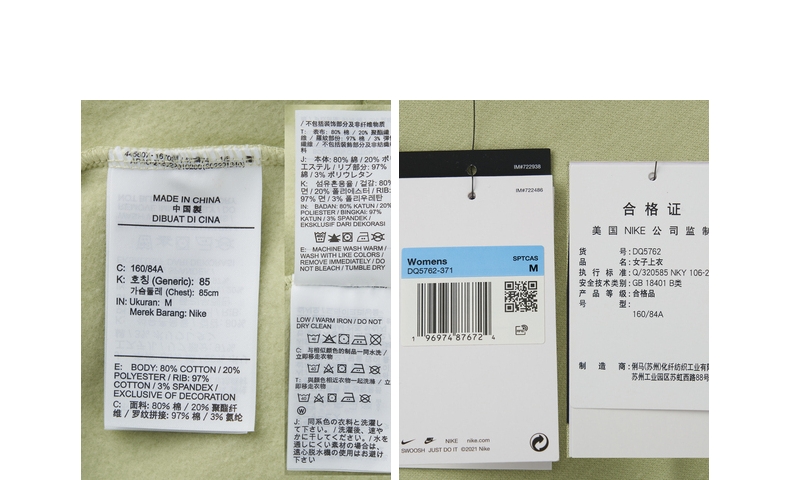 MADE IN CHINA
中国製
DIBUAT DI CINA
C: 160/84A
K: 호칭 (Generic): 85
가슴둘레 (Chest): 85cm
IN: Ukuran: M
Merek Barang: Nike
E: BODY: 80% COTTON / 20%
POLYESTER / RIB: 97%
COTTON / 3% SPANDEX /
EXCLUSIVE OF DECORATION
C: 面料: 80% 棉 / 20% 聚酯纤
维 / 罗纹拼接: 97% 棉 / 3% 氨纶
/ 不包括装饰部分及非纤维物质
T: 表布: 80% 棉 / 20% 聚酯
纖維 / 羅紋部份: 97% 棉 / 3%
纖維 / 不包括裝飾部分及非纖維物
料
J: 本体: 80% 綿 / 20% ポ
エステル / リブ部分: 97%
綿 / 3% ポリウレタン
K: 섬유혼용율 / 겉감: 80%
면 / 20% 폴리에스터 /
97% 면 / 3% 폴리우레탄
IN: BADAN: 80% KATUN / 20%
POLIESTER / BINGKAI: 97%
KATUN / 3% SPANDEK /
EKSKLUSIF DARI DEKORASI
E: MACHINE WASH WARM /
WASH WITH LIKE COLORS /
REMOVE IMMEDIATELY / DO
NOT BLEACH / TUMBLE DRY
LOW / WARM IRON / DO NOT
DRY CLEAN
C: 与相似颜色的制品一同水洗 /
立即移走衣物
T: 與顏色相近衣物一起洗滌 / 立
即移走衣物
J: 同系色の衣料と洗濯し
て下さい。/ 洗濯後、速や
かに干してください。/ 水を
通しにくい素材の場合は、
遠心脱水機の使用はお避け
下さい
IM#722938
IM#722466
Womens
DQ5762-371
SPTCAS
M
1 96974 87672 4
NIKE nike.com
SWOOSH JUST DO IT ©2021 Nike
合格证
美国 NIKE 公司监制
货 号: DQ5762
品 名: 女子上衣
执行标准: Q/320585 NKY 106-2
安全技术类别: GB 18401 B类
产品等级: 合格品
号 型:
160/84A
制造商: 俐马(苏州)化纤纺织工业有
苏州工业园区苏虹西路88号